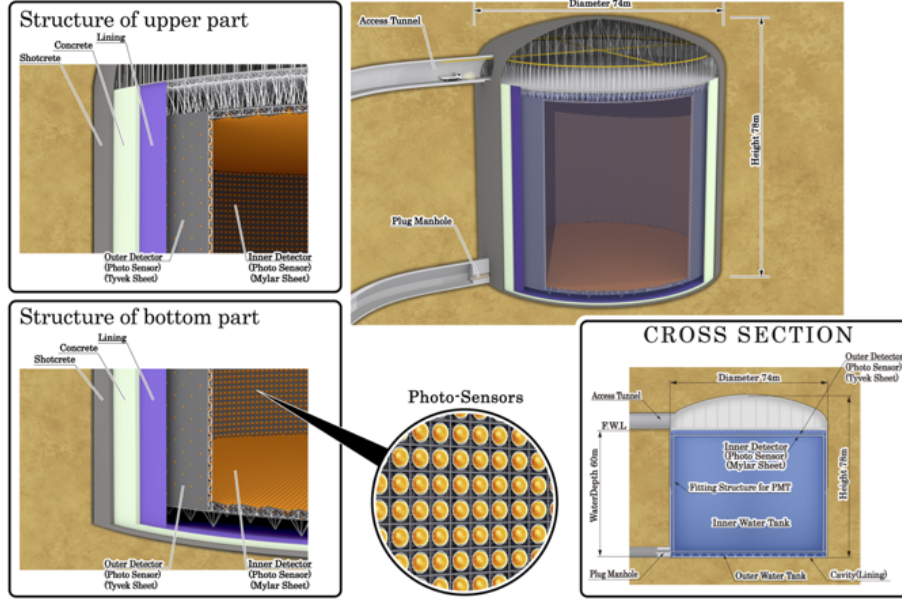 Structure of upper part
Lining
Concrete
Shotcrete
Outer Detector
(Photo Sensor)
(Tyvek Sheet)
Inner Detector
(Photo Sensor)
(Mylar Sheet)
Diameter 74m
Access Tunnel
Height 78m
Plug Manhole
Structure of bottom part
Lining
Concrete
Shotcrete
Outer Detector
(Photo Sensor)
(Tyvek Sheet)
Inner Detector
(Photo Sensor)
(Mylar Sheet)
Photo-Sensors
CROSS SECTION
Outer Detector
(Photo Sensor)
(Tyvek Sheet)
Diameter 74m
Access Tunnel
F.W.L
Inner Detector
(Photo Sensor)
(Mylar Sheet)
WaterDepth 60m
Height 78m
Fitting Structure for PMT
Inner Water Tank
Plug Manhole
Outer Water Tank
Cavity(Lining)